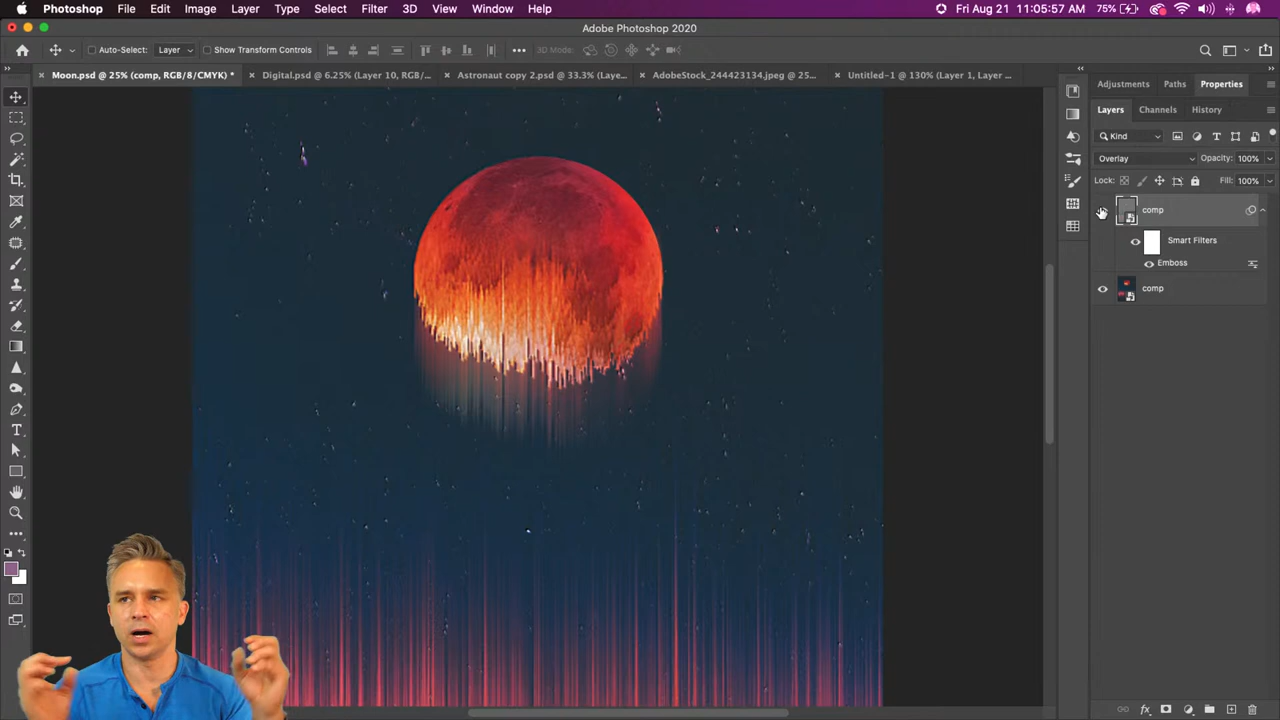 Photoshop File Edit Image Layer Type Select Filter 3D View Window Help Fri Aug 21 11:05:57 AM 75%
Adobe Photoshop 2020
Auto-Select: Layer Show Transform Controls 3D Mode:
Moon.psd @ 25% (comp, RGB/8/CMYK) * Digital.psd @ 6.25% (Layer 10, RGB/... Astronaut copy 2.psd @ 33.3% (Laye... AdobeStock_244423134.jpeg @ 25... Untitled-1 @ 130% (Layer 1, Layer ...
Adjustments Paths Properties
Layers Channels History
Kind
Overlay Opacity: 100%
Lock: Fill: 100%
comp
Smart Filters
Emboss
comp